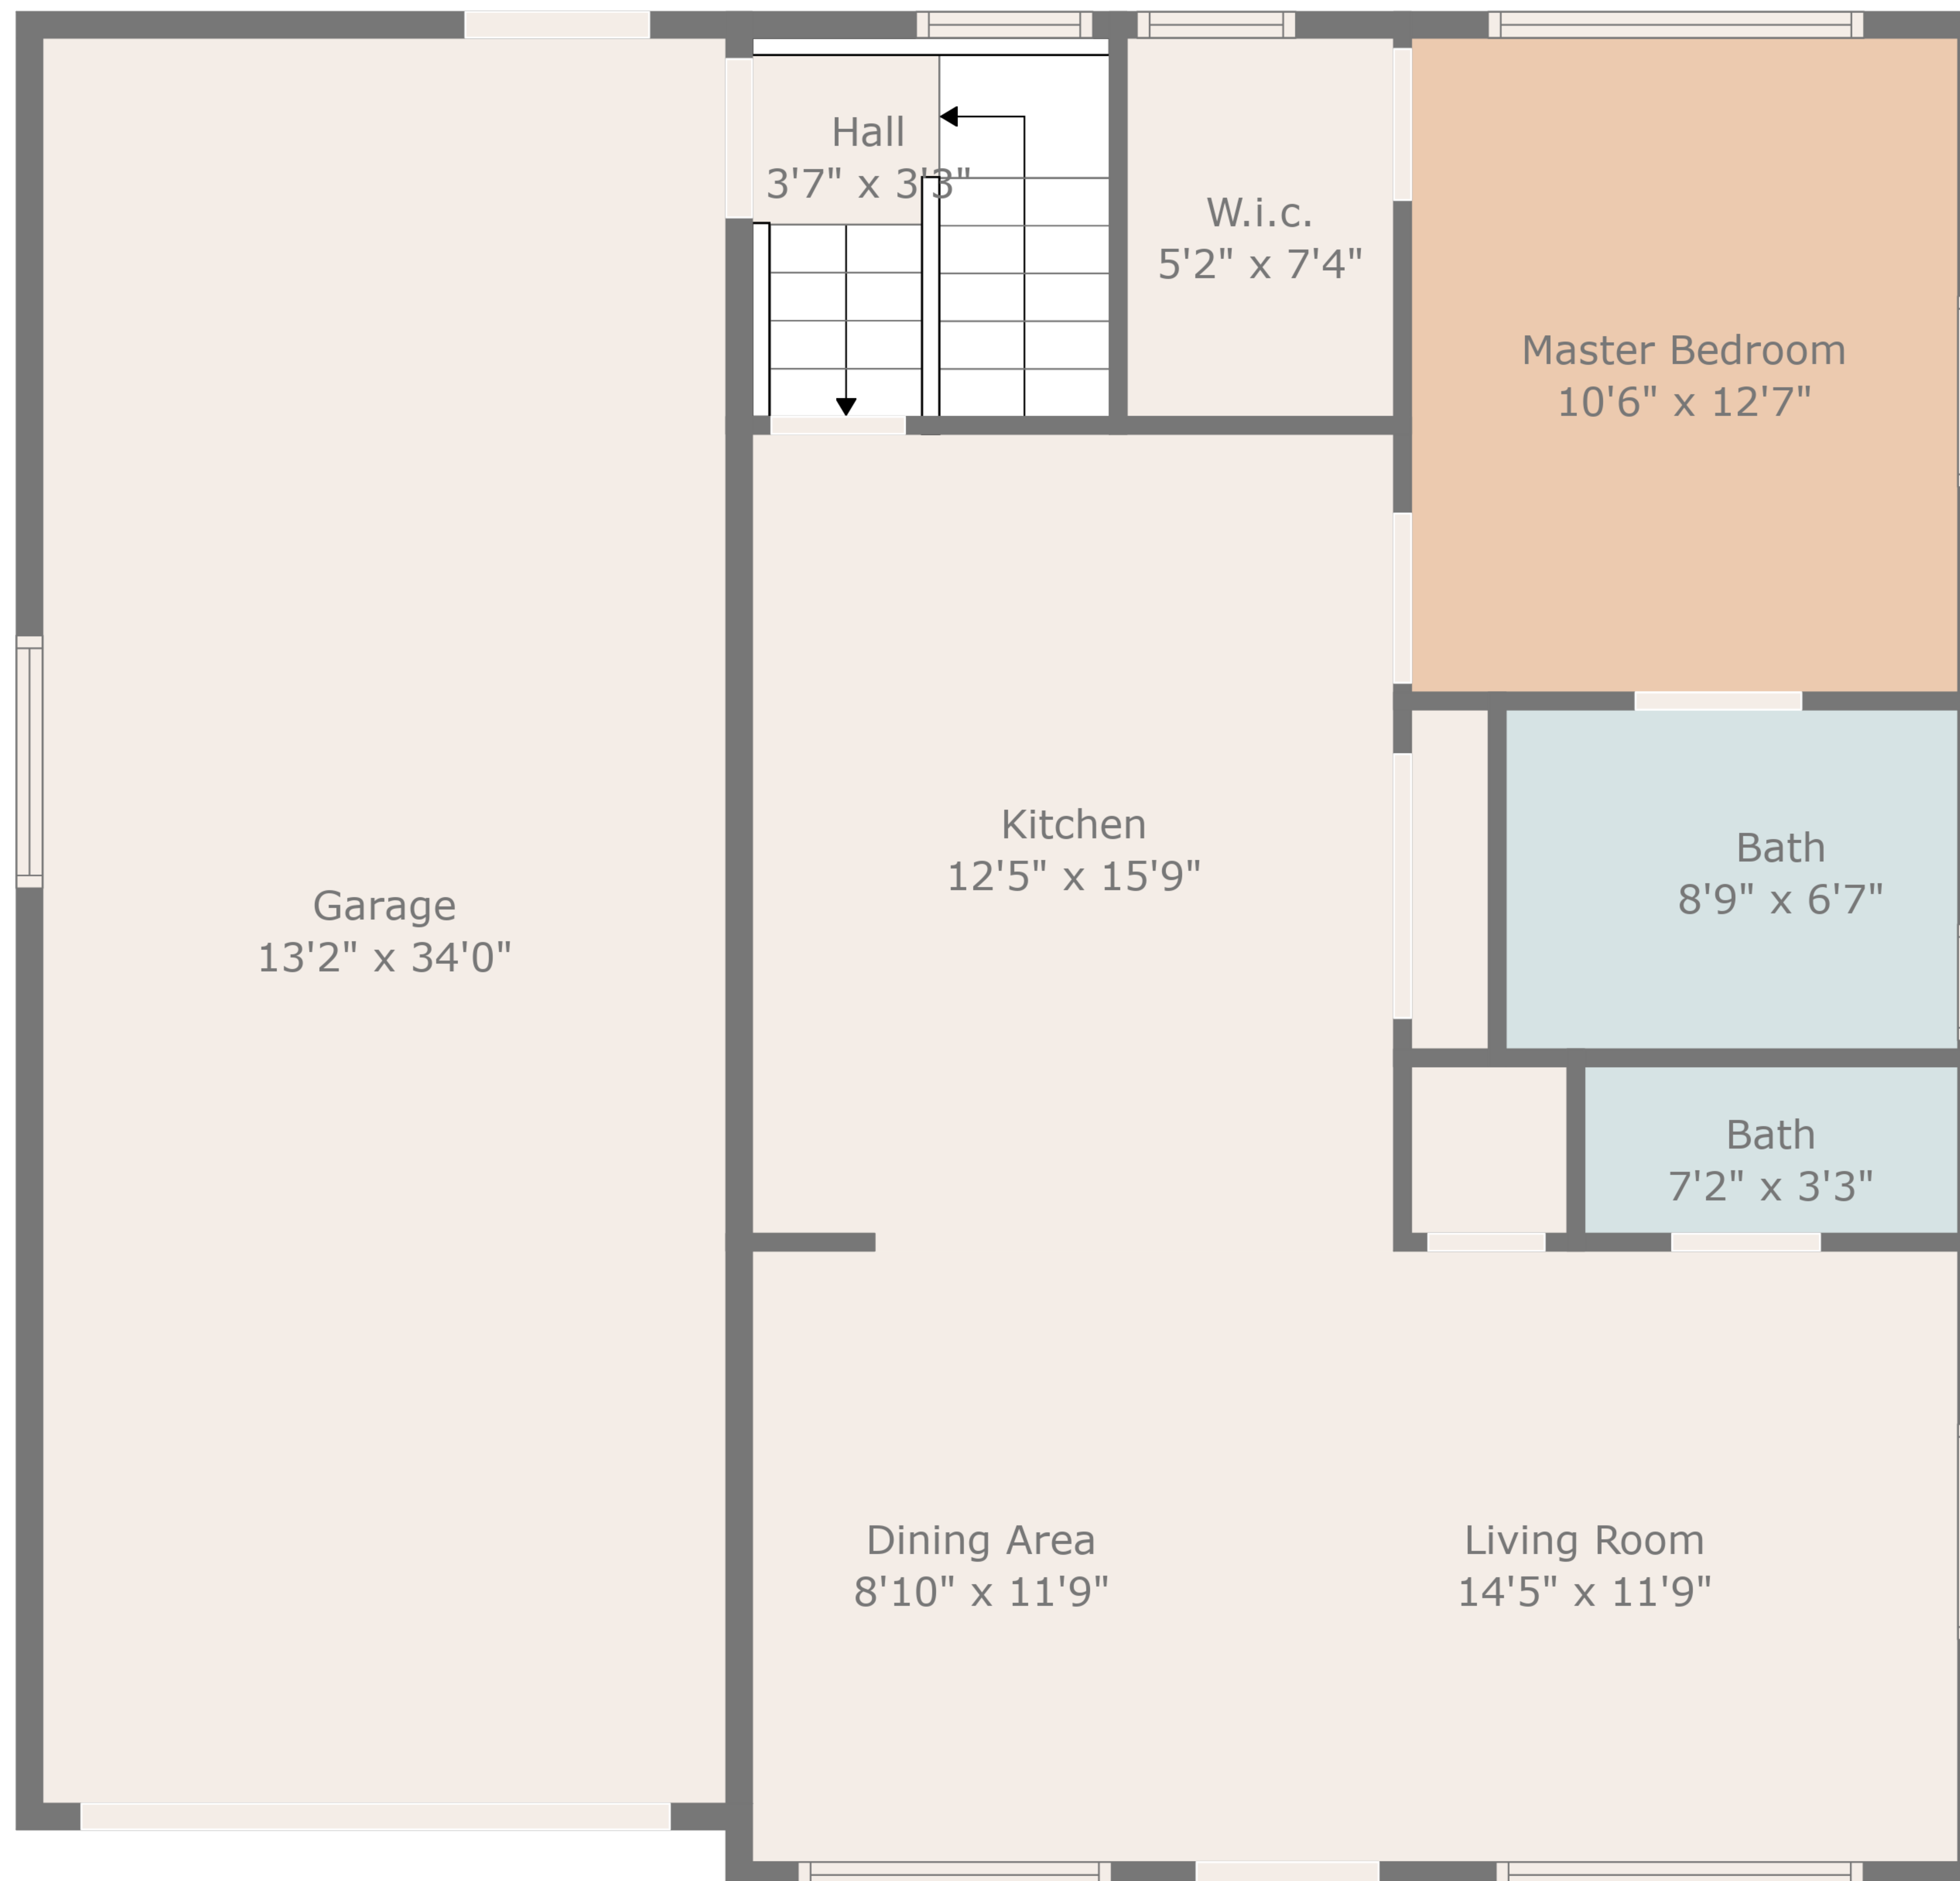 Hall
3'7" x 3'3"
W.i.c.
5'2" x 7'4"
Master Bedroom
10'6" x 12'7"
Kitchen
12'5" x 15'9"
Bath
8'9" x 6'7"
Garage
13'2" x 34'0"
Bath
7'2" x 3'3"
Dining Area
8'10" x 11'9"
Living Room
14'5" x 11'9"